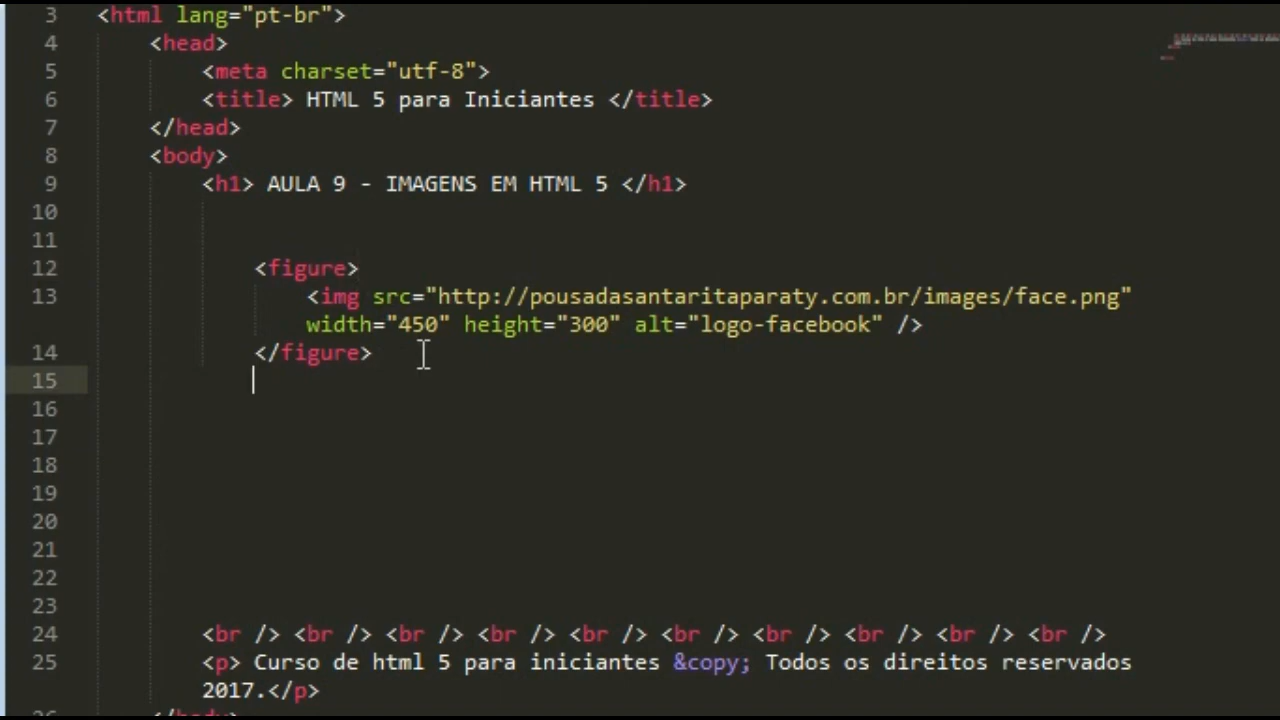 3 <html lang="pt-br">
4 <head>
5 <meta charset="utf-8">
6 <title> HTML 5 para Iniciantes </title>
7 </head>
8 <body>
9 <h1> AULA 9 - IMAGENS EM HTML 5 </h1>
10
11
12 <figure>
13 <img src="http://pousadasantaritaparaty.com.br/images/face.png"
width="450" height="300" alt="logo-facebook" />
14 </figure>
15
16
17
18
19
20
21
22
23
24 <br /> <br /> <br /> <br /> <br /> <br /> <br /> <br /> <br /> <br />
25 <p> Curso de html 5 para iniciantes &copy; Todos os direitos reservados
2017.</p>
26 </body>